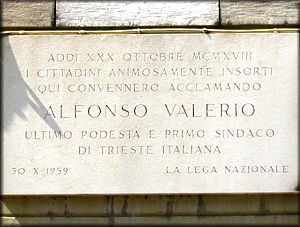 ADDI XXX OTTOBRE MCMXVIII
I CITTADINI ANIMOSAMENTE INSORTI
QUI CONVENNERO ACCLAMANDO
ALFONSO VALERIO
ULTIMO PODESTA E PRIMO SINDACO
DI TRIESTE ITALIANA
30 X 1959 LA LEGA NAZIONALE